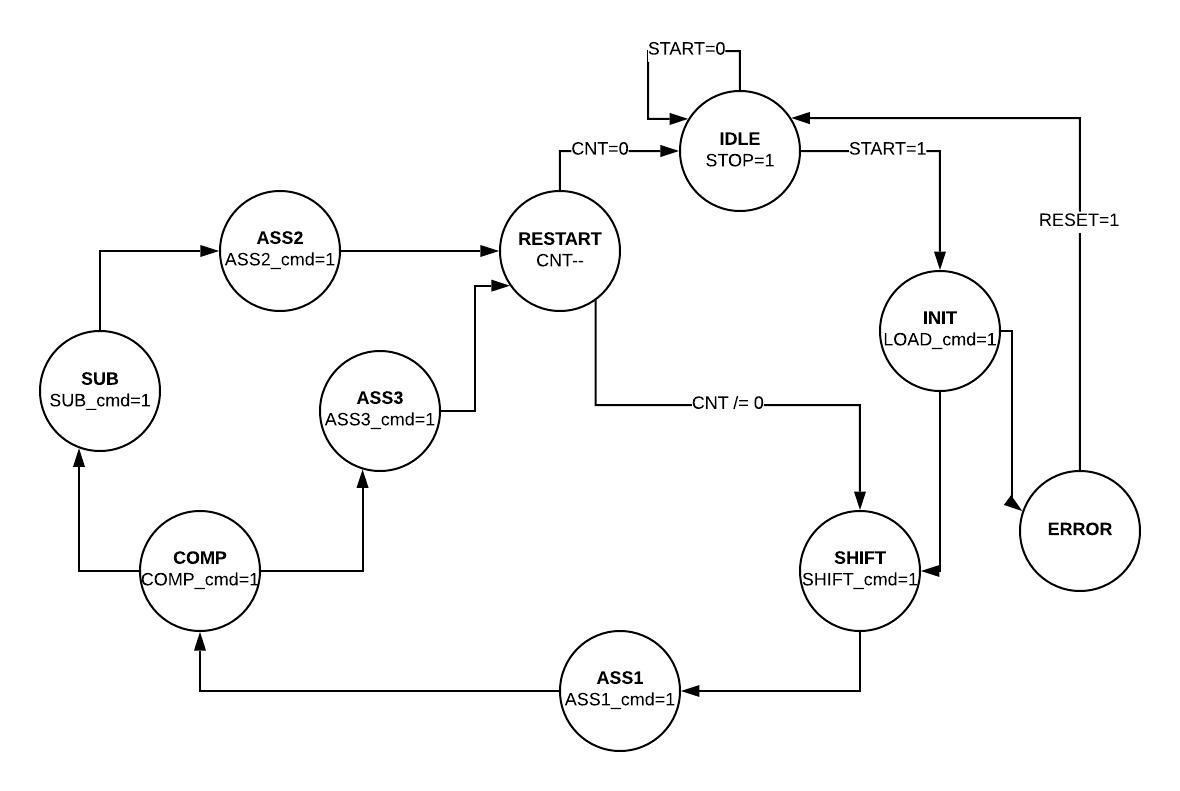 START=0
IDLE
STOP=1
CNT=0
START=1
RESET=1
ASS2
ASS2_cmd=1
RESTART
CNT--
INIT
LOAD_cmd=1
SUB
SUB_cmd=1
ASS3
ASS3_cmd=1
CNT /= 0
ERROR
COMP
COMP_cmd=1
SHIFT
SHIFT_cmd=1
ASS1
ASS1_cmd=1